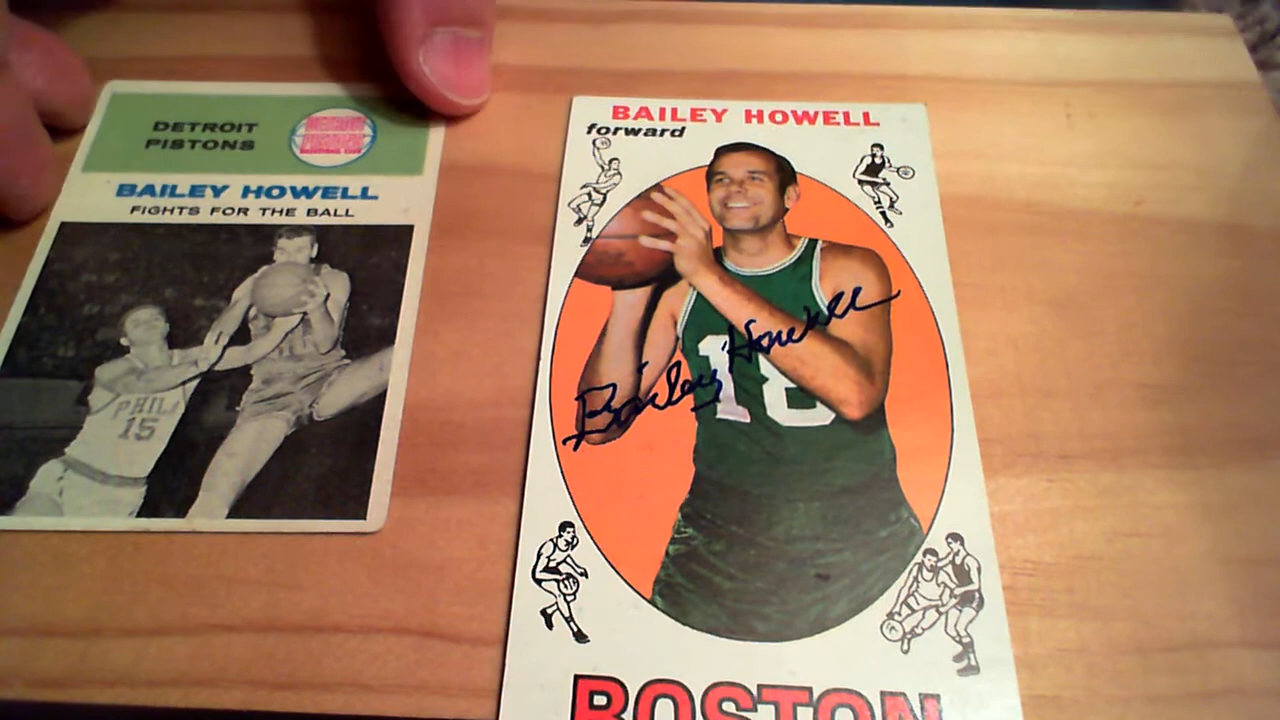 DETROIT
PISTONS
BAILEY HOWELL
FIGHTS FOR THE BALL
PHILA
15
BAILEY HOWELL
forward
18
Bailey Howell
BOSTON